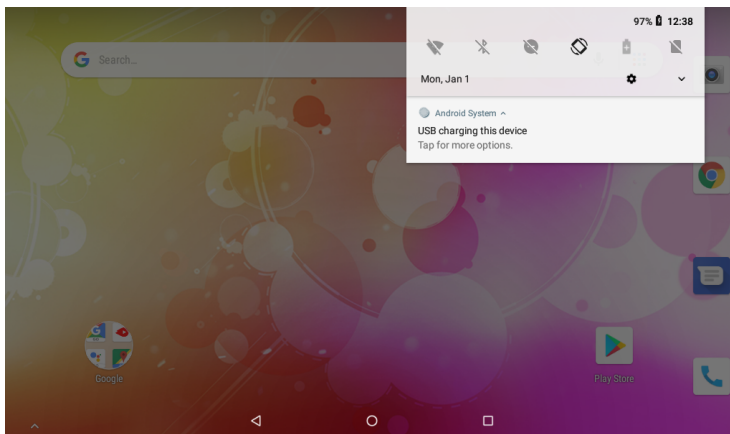 97% 12:38
Search...
Mon, Jan 1
Android System
USB charging this device
Tap for more options.
Google
Play Store